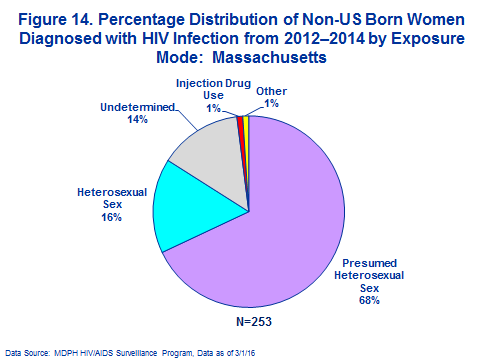 Figure 14. Percentage Distribution of Non-US Born Women
Diagnosed with HIV Infection from 2012–2014 by Exposure
Mode:  Massachusetts
Injection Drug
Use
1%
Other
1%
Undetermined
14%
Heterosexual
Sex
16%
Presumed
Heterosexual
Sex
68%
N=253
Data Source:  MDPH HIV/AIDS Surveillance  Program, Data as of 3/1/16